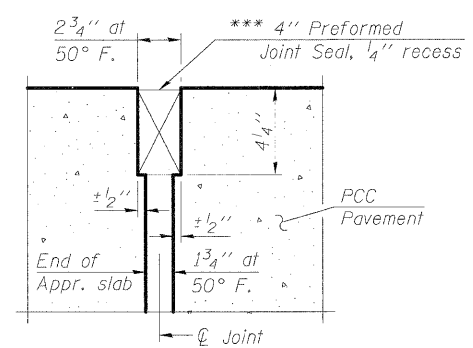 2 3/4" at
50° F.
*** 4" Preformed
Joint Seal, 1/4" recess
4 1/4"
±1/2"
±1/2"
PCC
Pavement
End of
Appr. slab
1 3/4" at
50° F.
℄ Joint